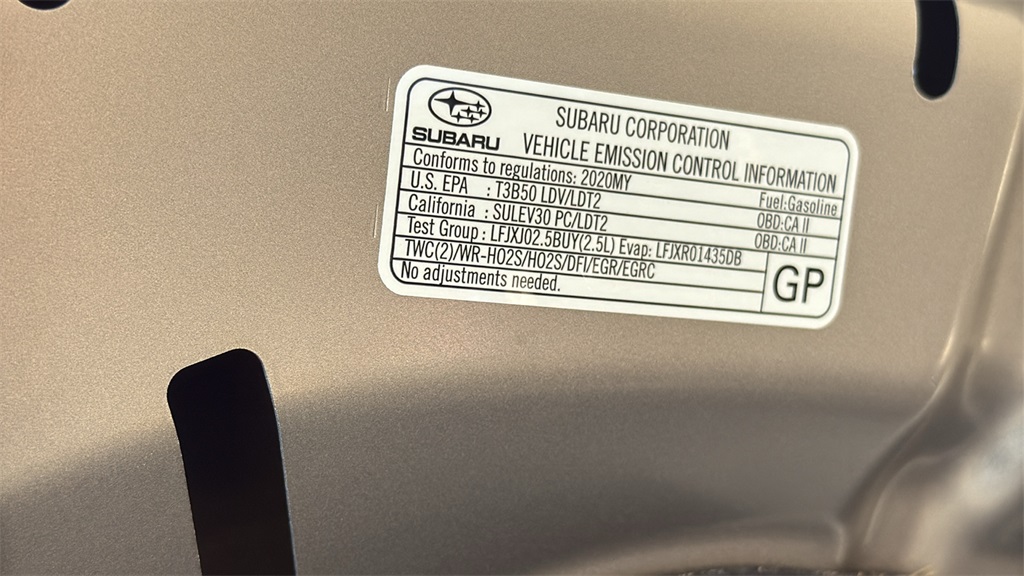 SUBARU
SUBARU CORPORATION
VEHICLE EMISSION CONTROL INFORMATION
Conforms to regulations: 2020MY Fuel:Gasoline
U.S. EPA : T3B50 LDV/LDT2 OBD:CA II
California : SULEV30 PC/LDT2 OBD:CA II
Test Group : LFJXJ02.5BUY(2.5L) Evap: LFJXR01435DB
TWC(2)/WR-HO2S/HO2S/DFI/EGR/EGRC
No adjustments needed.
GP